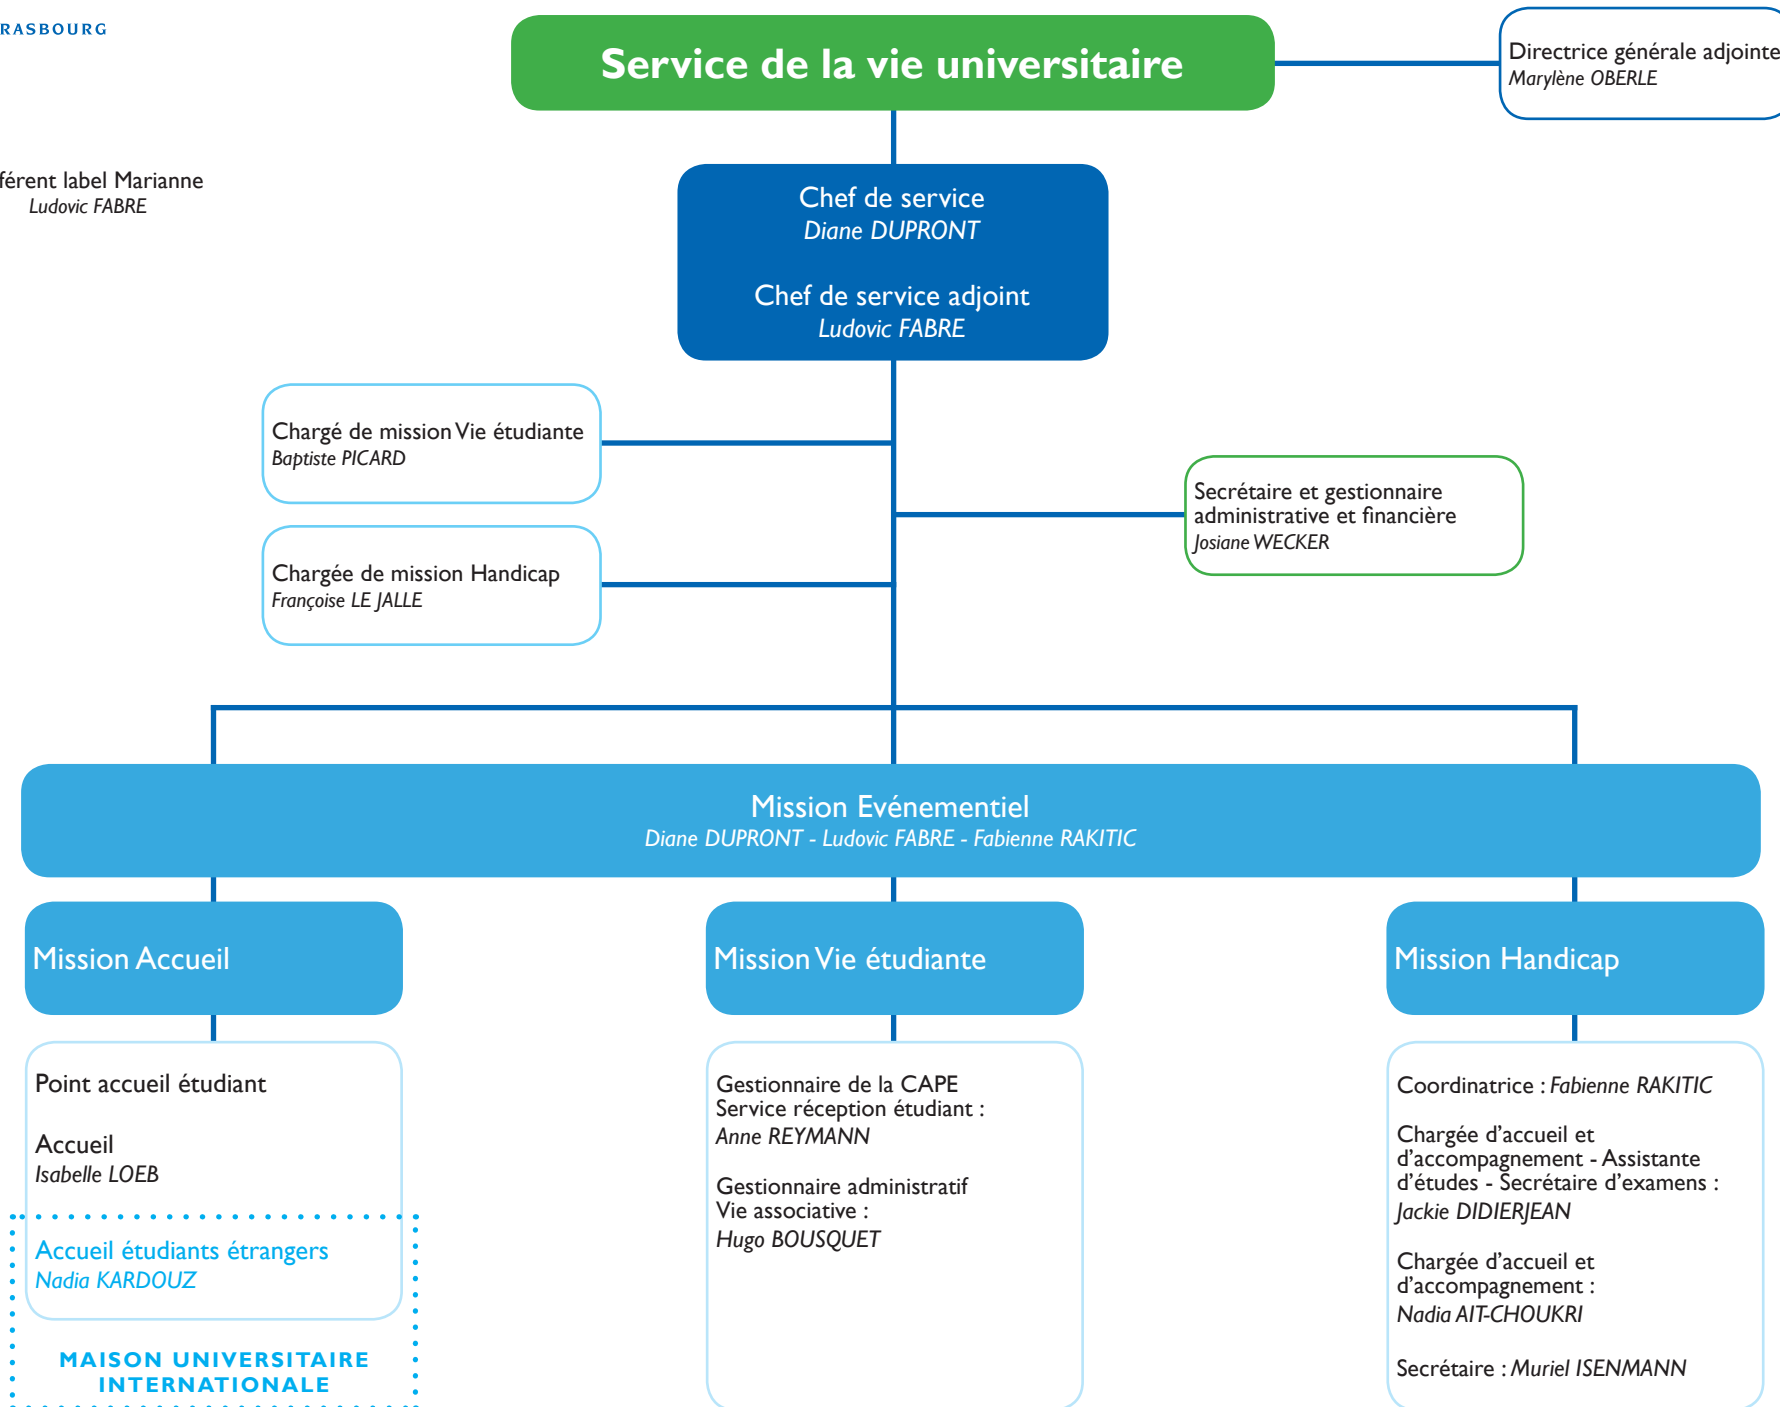 Service de la vie universitaire
Directrice générale adjointe
Marylène OBERLE
label Marianne
Ludovic FABRE
Chef de service
Diane DUPRONT
Chef de service adjoint
Ludovic FABRE
Chargé de mission Vie étudiante
Baptiste PICARD
Secrétaire et gestionnaire
administrative et financière
Josiane WECKER
Chargée de mission Handicap
Françoise LE JALLE
Mission Evénementiel
Diane DUPRONT - Ludovic FABRE - Fabienne RAKITIC
Mission Accueil
Point accueil étudiant
Accueil
Isabelle LOEB
Accueil étudiants étrangers
Nadia KARDOUZ
MAISON UNIVERSITAIRE
INTERNATIONALE
Mission Vie étudiante
Gestionnaire de la CAPE
Service réception étudiant :
Anne REYMANN
Gestionnaire administratif
Vie associative :
Hugo BOUSQUET
Mission Handicap
Coordinatrice : Fabienne RAKITIC
Chargée d’accueil et
d’accompagnement - Assistante
d’études - Secrétaire d’examens :
Jackie DIDIERJEAN
Chargée d’accueil et
d’accompagnement :
Nadia AIT-CHOUKRI
Secrétaire : Muriel ISENMANN